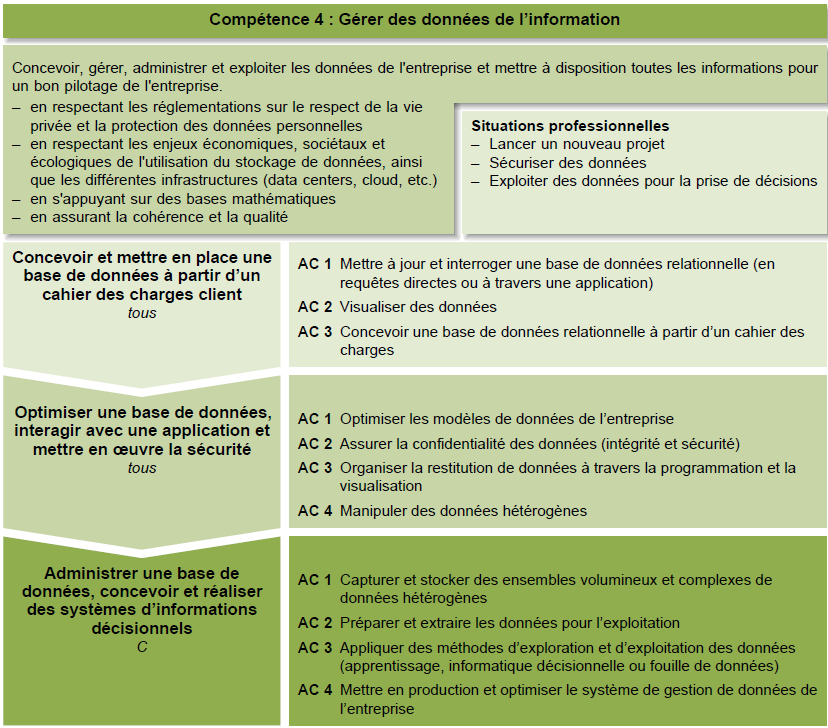 Compétence 4 : Gérer des données de l’information
Concevoir, gérer, administrer et exploiter les données de l'entreprise et mettre à disposition toutes les informations pour
un bon pilotage de l'entreprise.
– en respectant les réglementations sur le respect de la vie
privée et la protection des données personnelles
– en respectant les enjeux économiques, sociétaux et
écologiques de l'utilisation du stockage de données, ainsi
que les différentes infrastructures (data centers, cloud, etc.)
– en s'appuyant sur des bases mathématiques
– en assurant la cohérence et la qualité
Situations professionnelles
– Lancer un nouveau projet
– Sécuriser des données
– Exploiter des données pour la prise de décisions
Concevoir et mettre en place une
base de données à partir d’un
cahier des charges client
tous
AC 1 Mettre à jour et interroger une base de données relationnelle (en
requêtes directes ou à travers une application)
AC 2 Visualiser des données
AC 3 Concevoir une base de données relationnelle à partir d’un cahier des
charges
Optimiser une base de données,
interagir avec une application et
mettre en œuvre la sécurité
tous
AC 1 Optimiser les modèles de données de l’entreprise
AC 2 Assurer la confidentialité des données (intégrité et sécurité)
AC 3 Organiser la restitution de données à travers la programmation et la
visualisation
AC 4 Manipuler des données hétérogènes
Administrer une base de
données, concevoir et réaliser
des systèmes d’informations
décisionnels
C
AC 1 Capturer et stocker des ensembles volumineux et complexes de
données hétérogènes
AC 2 Préparer et extraire les données pour l’exploitation
AC 3 Appliquer des méthodes d’exploration et d’exploitation des données
(apprentissage, informatique décisionnelle ou fouille de données)
AC 4 Mettre en production et optimiser le système de gestion de données de
l’entreprise